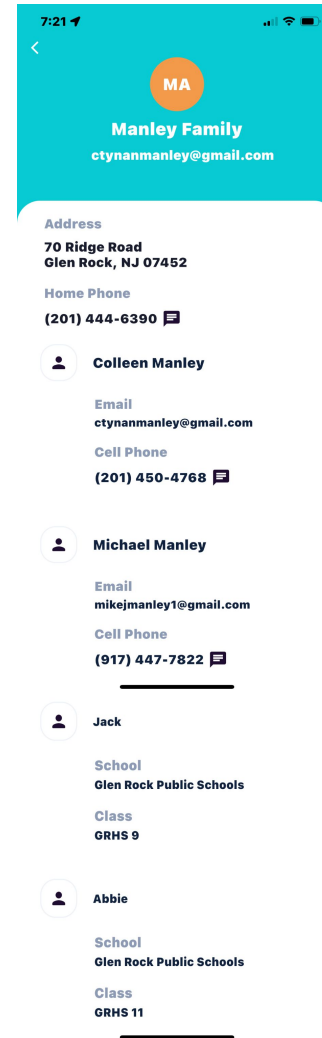 7:21
MA
Manley Family
ctynanmanley@gmail.com
Address
70 Ridge Road
Glen Rock, NJ 07452
Home Phone
(201) 444-6390
Colleen Manley
Email
ctynanmanley@gmail.com
Cell Phone
(201) 450-4768
Michael Manley
Email
mikejmanley1@gmail.com
Cell Phone
(917) 447-7822
Jack
School
Glen Rock Public Schools
Class
GRHS 9
Abbie
School
Glen Rock Public Schools
Class
GRHS 11